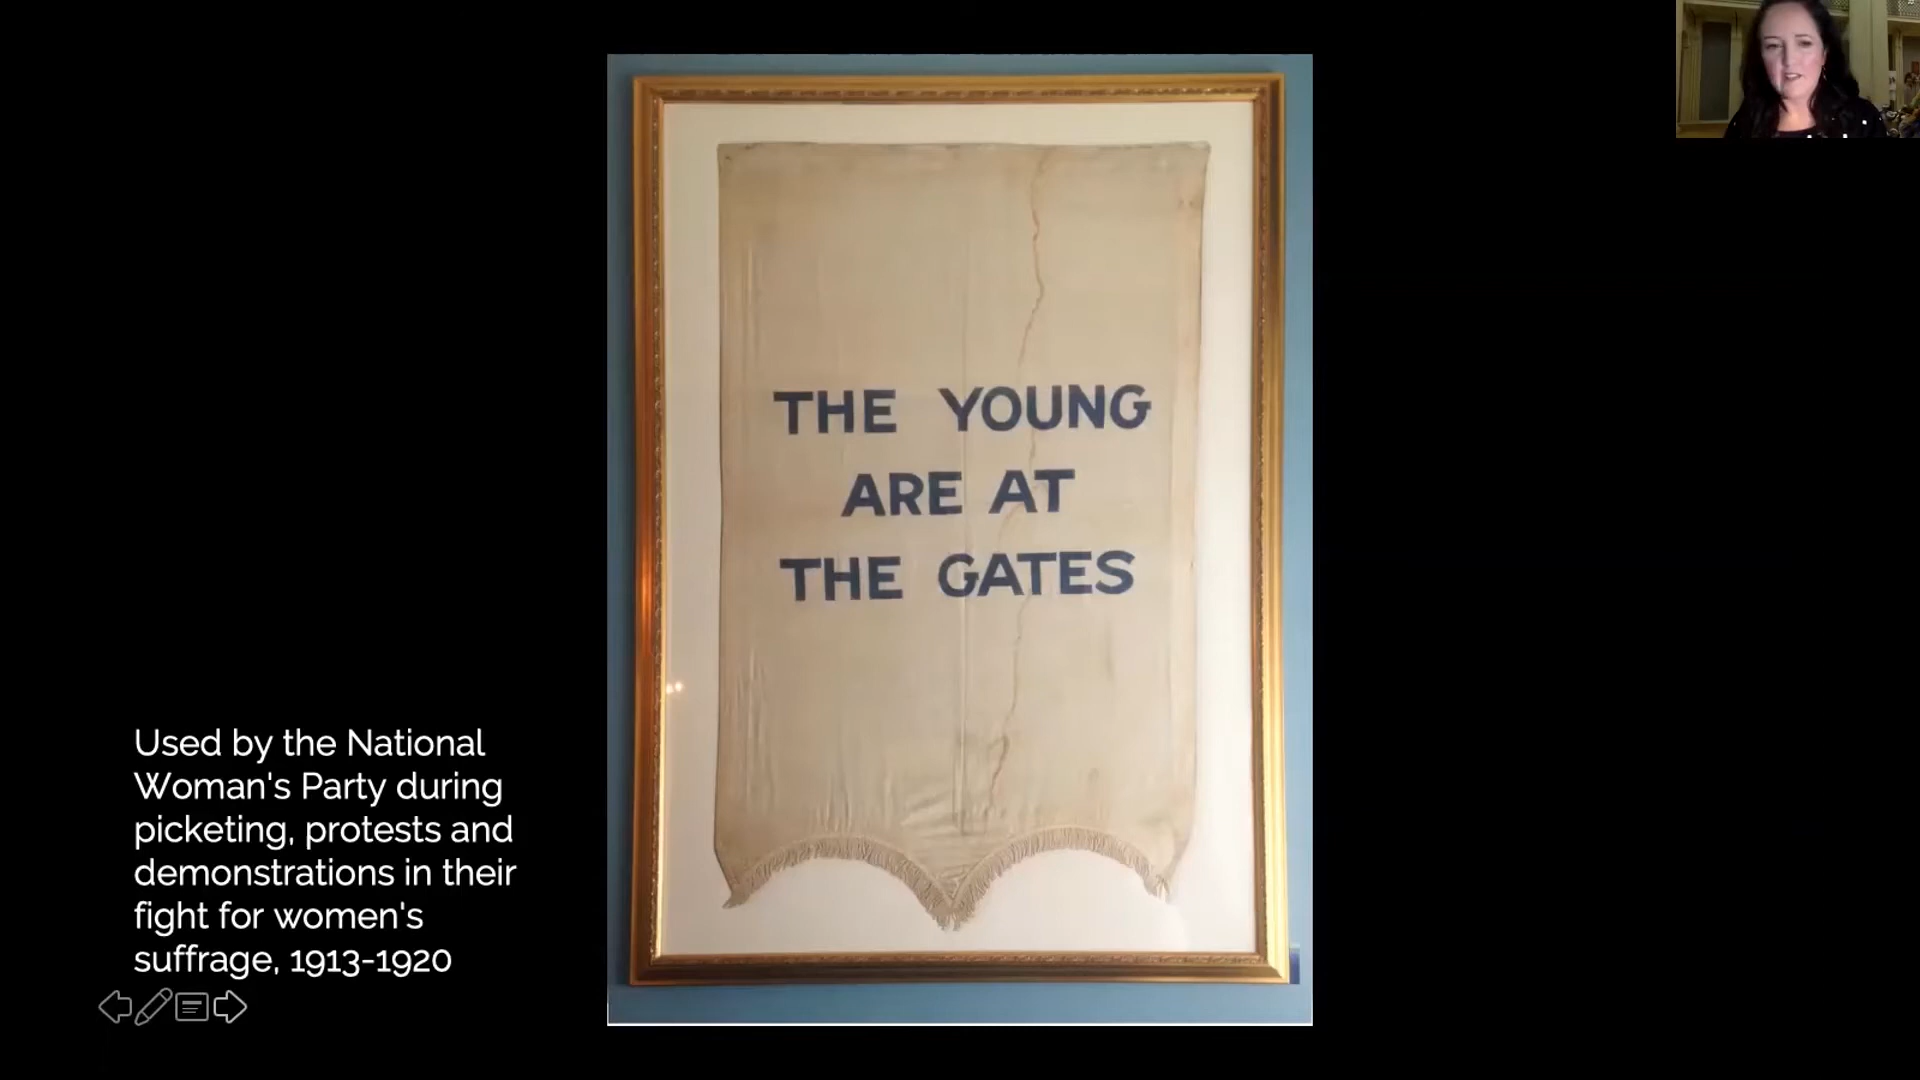 THE YOUNG
ARE AT
THE GATES
Used by the National
Woman's Party during
picketing, protests and
demonstrations in their
fight for women's
suffrage, 1913-1920